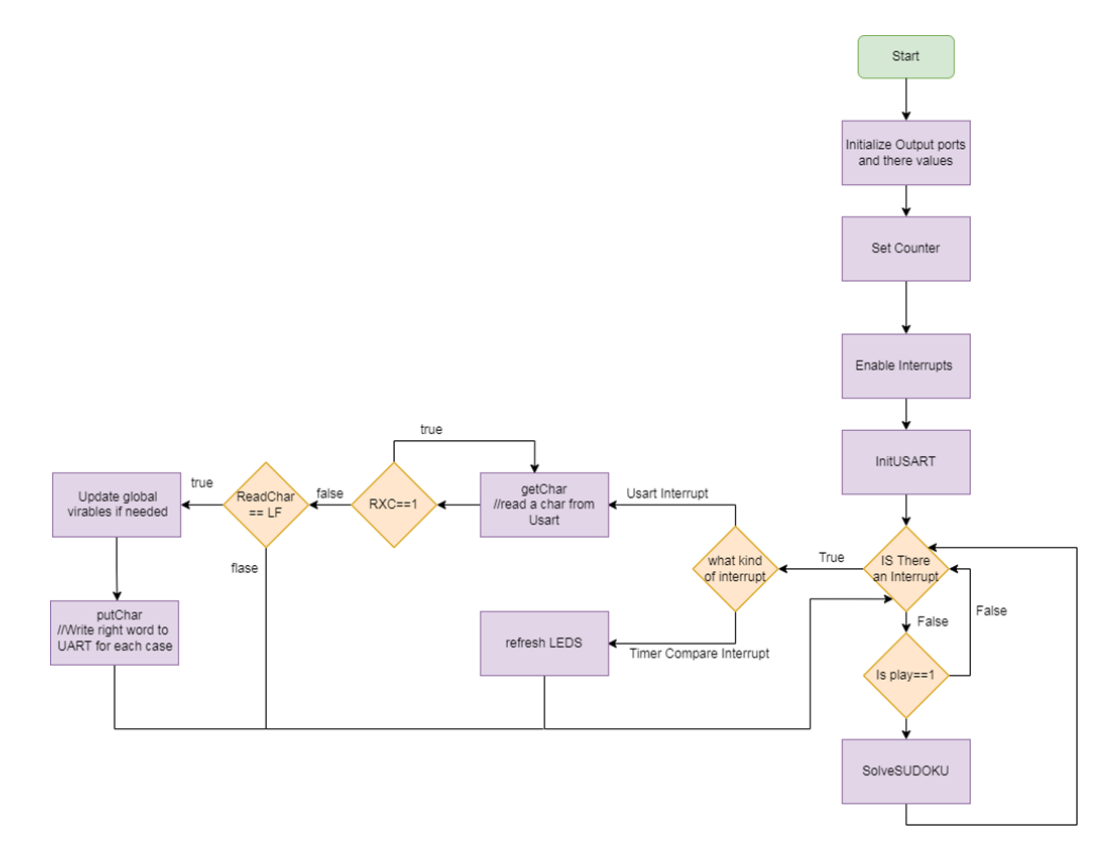 Start
Initialize Output ports
and there values
Set Counter
Enable Interrupts
InitUSART
IS There
an Interrupt
True
False
False
Is play==1
SolveSUDOKU
what kind
of interrupt
Usart Interrupt
Timer Compare Interrupt
refresh LEDS
getChar
//read a char from
Usart
true
RXC==1
false
ReadChar
== LF
true
flase
Update global
virables if needed
putChar
//Write right word to
UART for each case